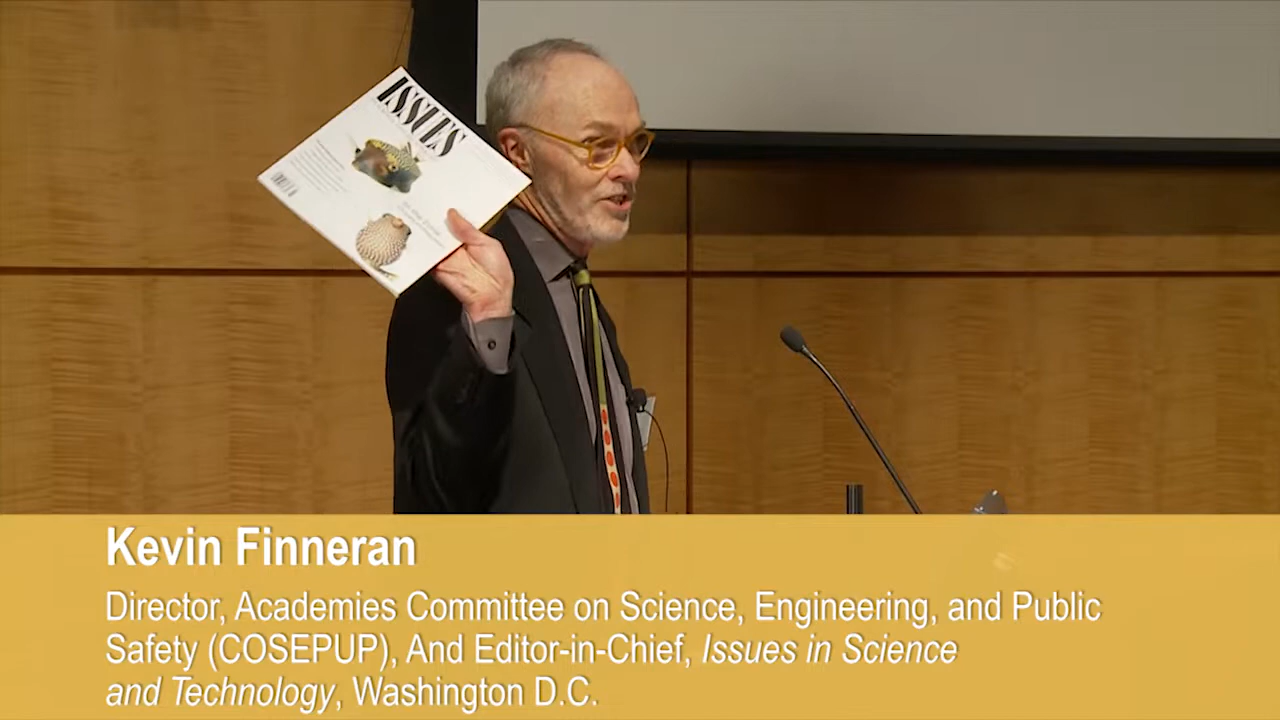 ISSUES
Kevin Finneran
Director, Academies Committee on Science, Engineering, and Public
Safety (COSEPUP), And Editor-in-Chief, Issues in Science
and Technology, Washington D.C.